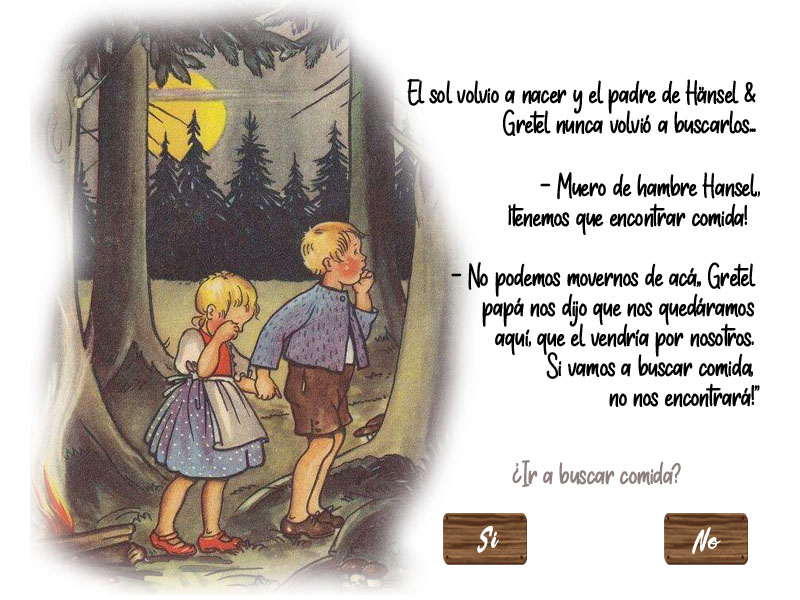 El sol volvio a nacer y el padre de Hänsel &
Gretel nunca volvió a buscarlos...
- Muero de hambre Hansel,,
¡tenemos que encontrar comida!
- No podemos movernos de acá,, Gretel
papá nos dijo que nos quedáramos
aquí, que el vendría por nosotros.
Si vamos a buscar comida,
no nos encontrará!"
¿Ir a buscar comida?
Si
No